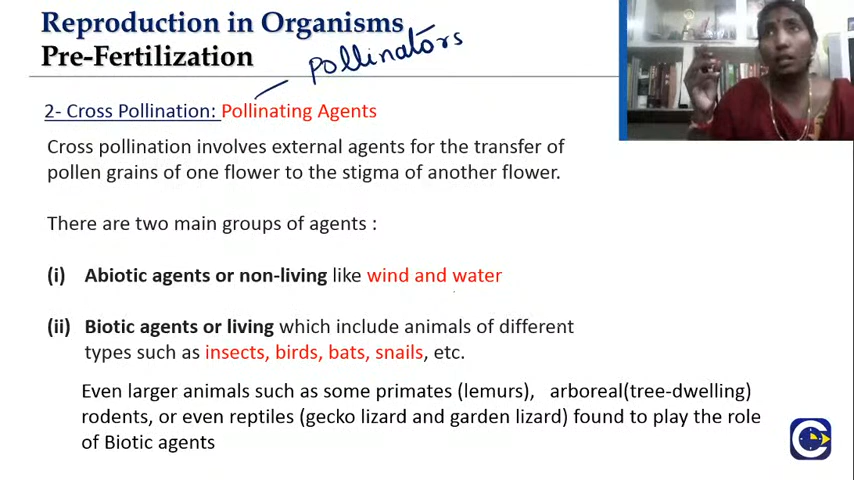 Reproduction in Organisms
Pre-Fertilization
pollinators
2- Cross Pollination: Pollinating Agents
Cross pollination involves external agents for the transfer of
pollen grains of one flower to the stigma of another flower.
There are two main groups of agents :
(i) Abiotic agents or non-living like wind and water
(ii) Biotic agents or living which include animals of different
types such as insects, birds, bats, snails, etc.
Even larger animals such as some primates (lemurs), arboreal(tree-dwelling)
rodents, or even reptiles (gecko lizard and garden lizard) found to play the role
of Biotic agents